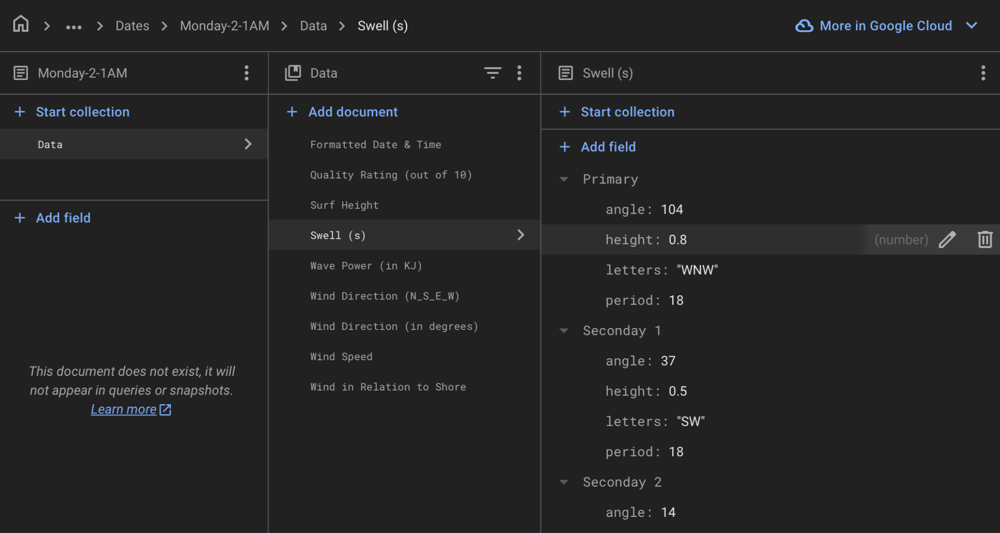 ... Dates Monday-2-1AM Data Swell (s)
More in Google Cloud
Monday-2-1AM
Start collection
Data
Add field
This document does not exist, it will
not appear in queries or snapshots.
Learn more
Data
Add document
Formatted Date & Time
Quality Rating (out of 10)
Surf Height
Swell (s)
Wave Power (in KJ)
Wind Direction (N_S_E_W)
Wind Direction (in degrees)
Wind Speed
Wind in Relation to Shore
Swell (s)
Start collection
Add field
Primary
angle: 104
height: 0.8 (number)
letters: "WNW"
period: 18
Seconday 1
angle: 37
height: 0.5
letters: "SW"
period: 18
Seconday 2
angle: 14